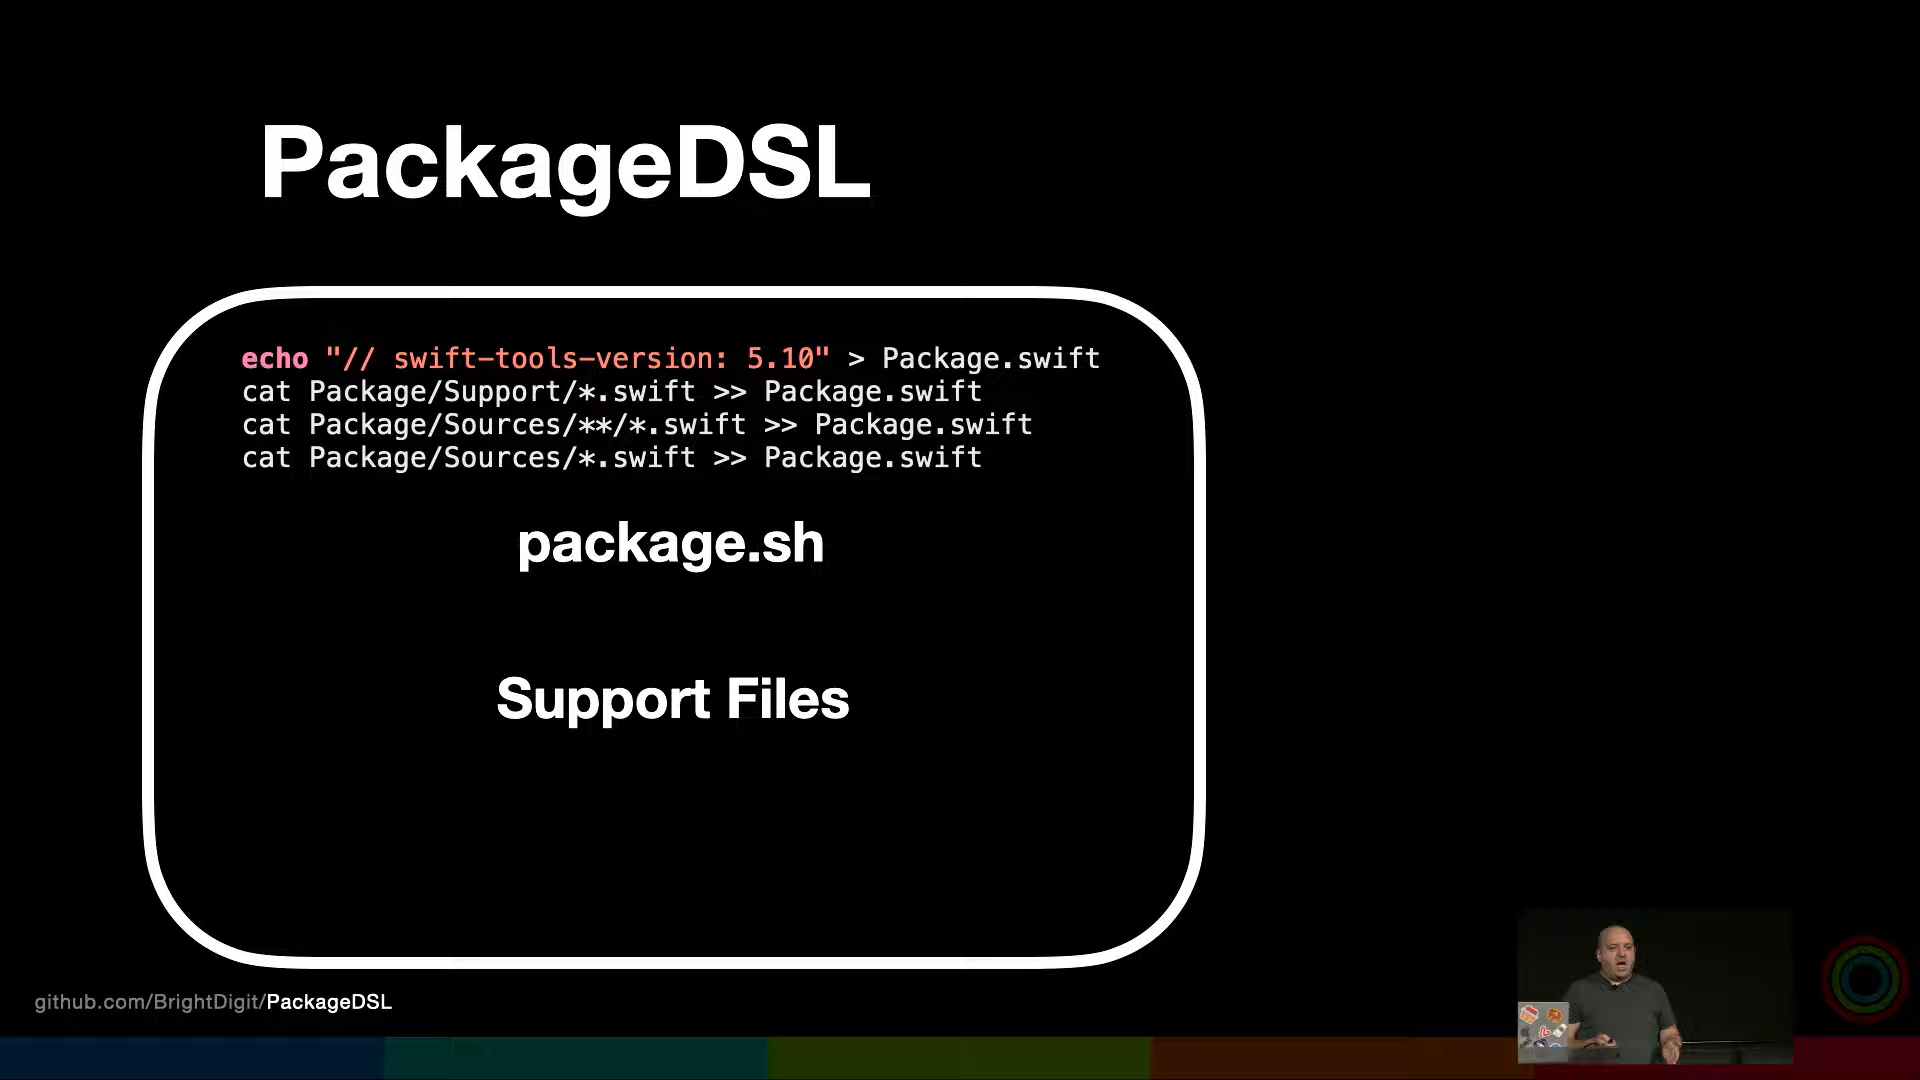 PackageDSL
echo "// swift-tools-version: 5.10" > Package.swift
cat Package/Support/*.swift >> Package.swift
cat Package/Sources/**/*.swift >> Package.swift
cat Package/Sources/*.swift >> Package.swift
package.sh
Support Files
github.com/BrightDigit/PackageDSL